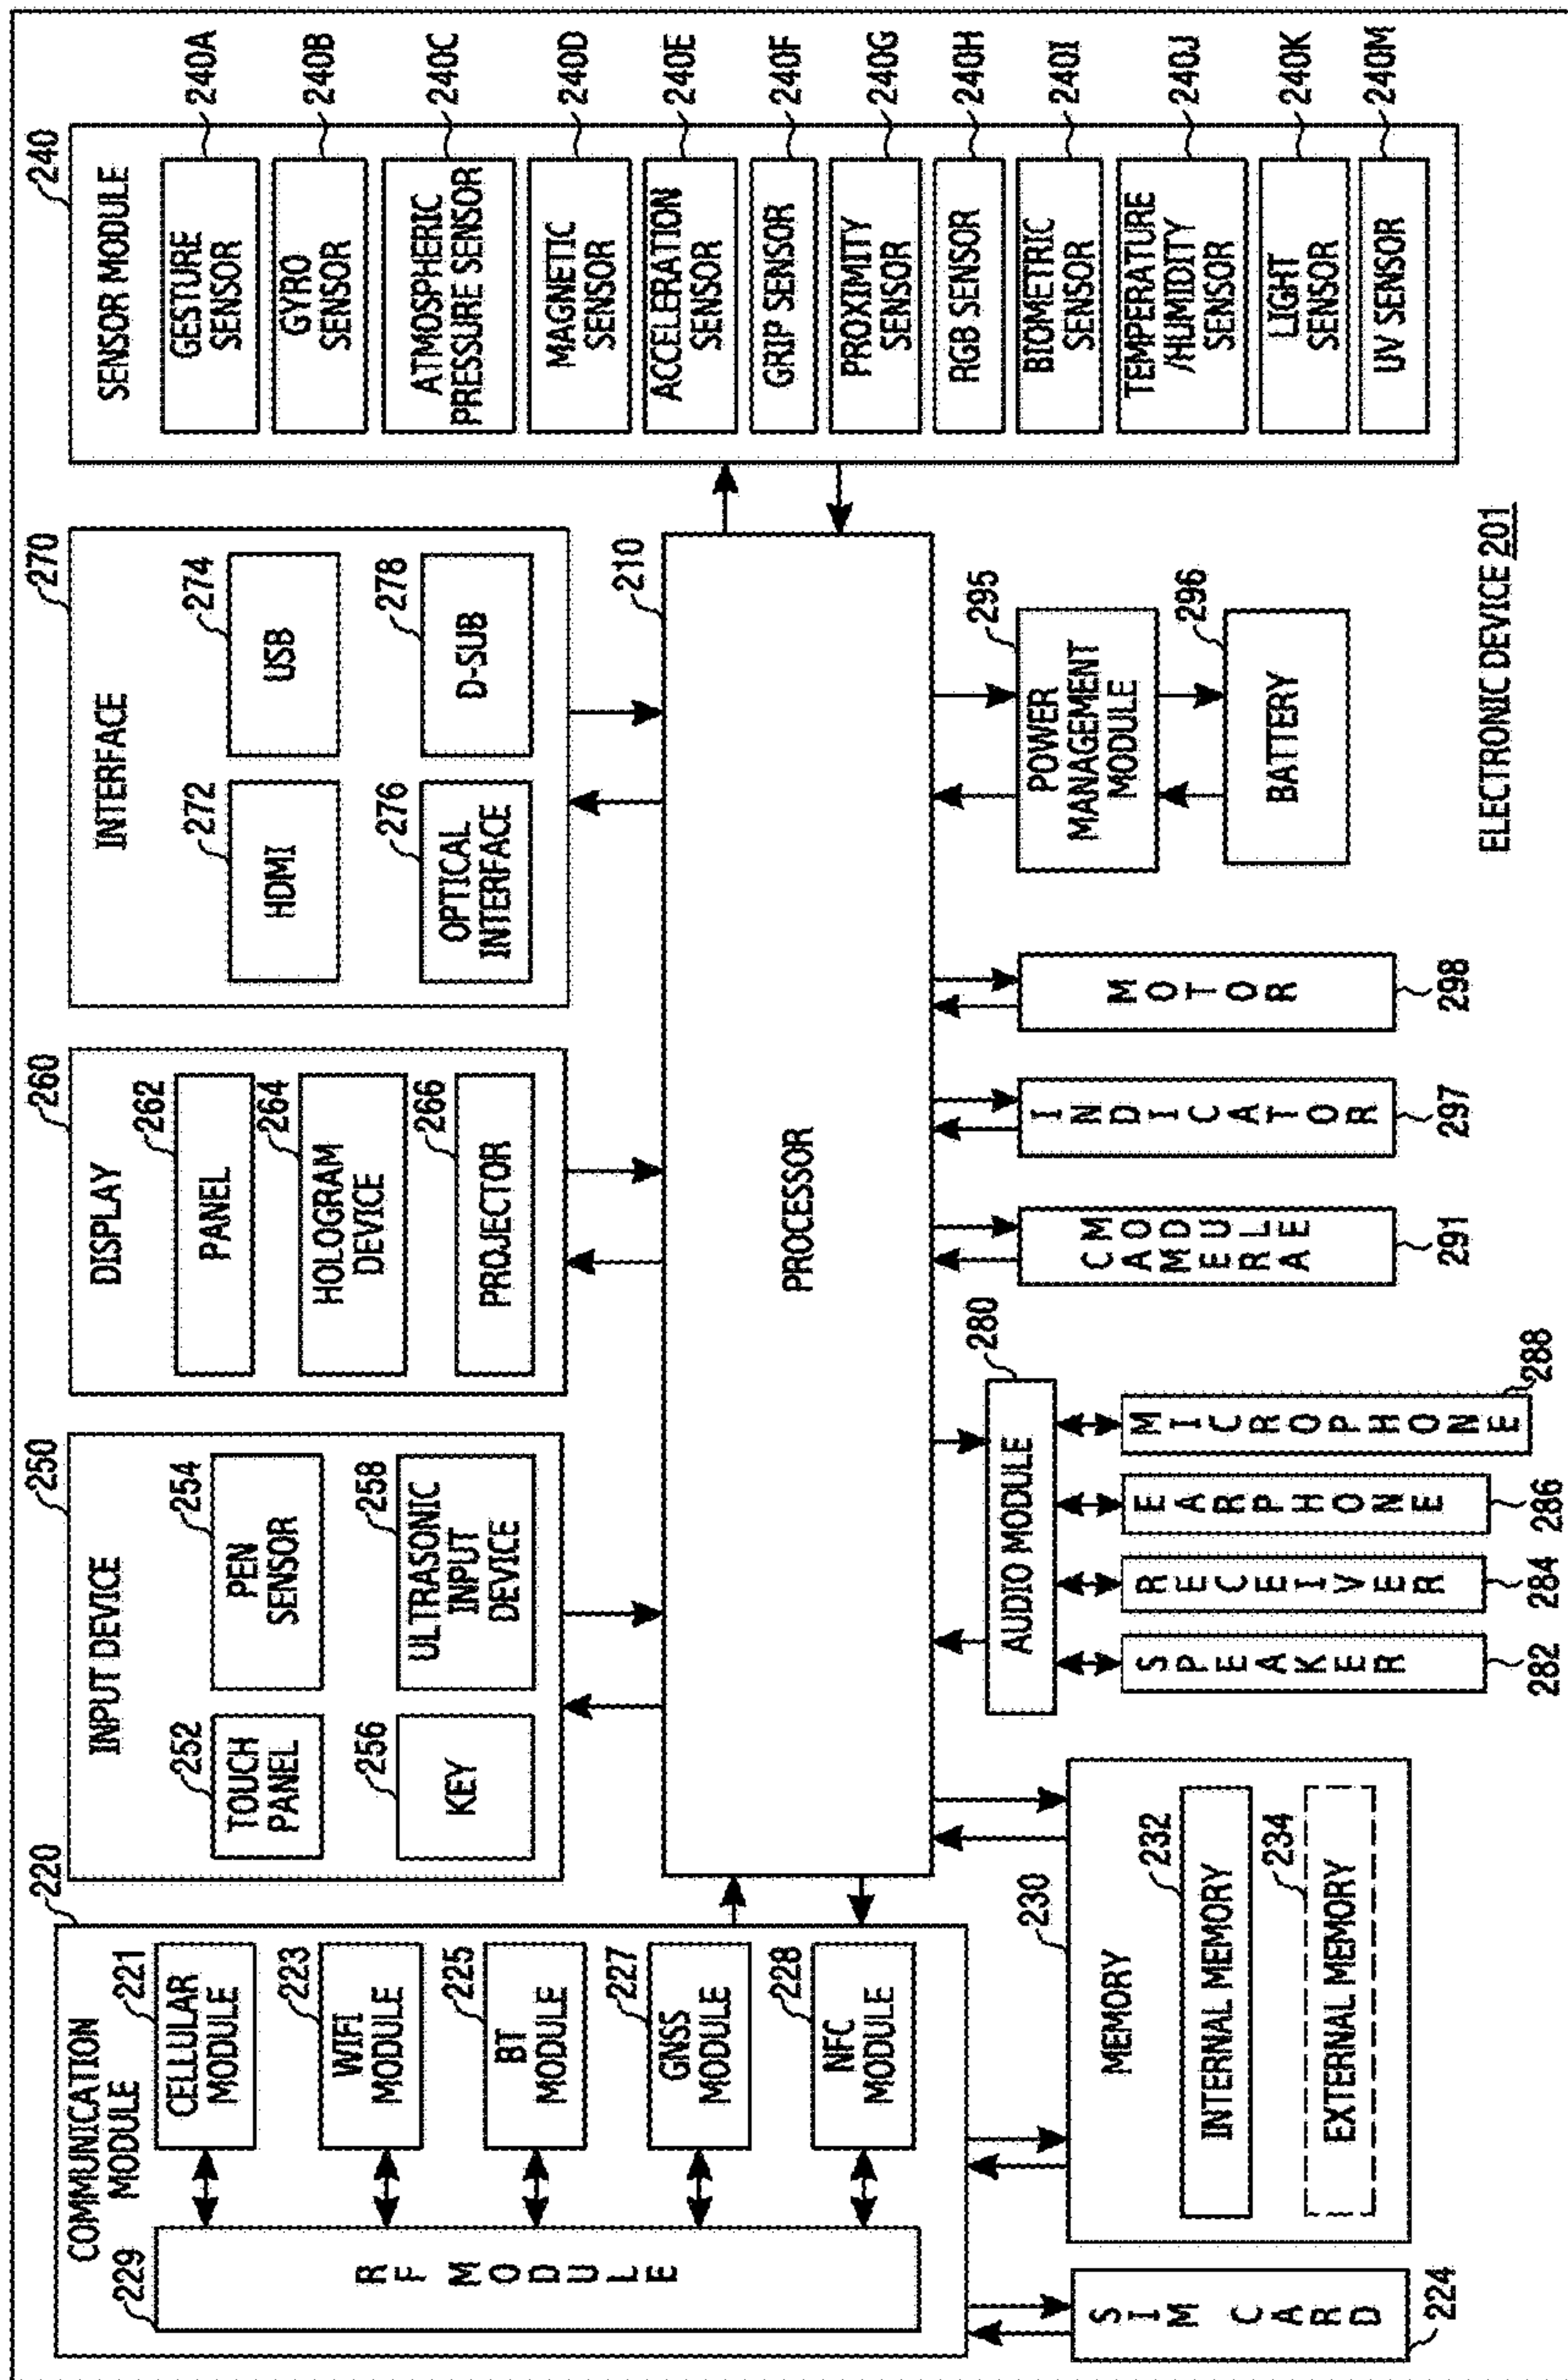 COMMUNICATION
MODULE
220
229
RF MODULE
221
CELLULAR
MODULE
223
WIFI
MODULE
225
BT
MODULE
227
GNSS
MODULE
228
NFC
MODULE
INPUT DEVICE
250
252
TOUCH
PANEL
254
PEN
SENSOR
256
KEY
258
ULTRASONIC
INPUT
DEVICE
DISPLAY
260
262
PANEL
264
HOLOGRAM
DEVICE
266
PROJECTOR
INTERFACE
270
272
HDMI
274
USB
276
OPTICAL
INTERFACE
278
D-SUB
SENSOR MODULE
240
GESTURE
SENSOR
240A
GYRO
SENSOR
240B
ATMOSPHERIC
PRESSURE SENSOR
240C
MAGNETIC
SENSOR
240D
ACCELERATION
SENSOR
240E
GRIP SENSOR
240F
PROXIMITY
SENSOR
240G
RGB SENSOR
240H
BIOMETRIC
SENSOR
240I
TEMPERATURE
/HUMIDITY
SENSOR
240J
LIGHT
SENSOR
240K
UV SENSOR
240M
PROCESSOR
210
SIM CARD
224
MEMORY
230
232
INTERNAL MEMORY
234
EXTERNAL MEMORY
AUDIO MODULE
280
SPEAKER
282
RECEIVER
284
EARPHONE
286
MICROPHONE
288
CAMERA
MODULE
291
INDICATOR
297
MOTOR
298
POWER
MANAGEMENT
MODULE
295
BATTERY
296
ELECTRONIC DEVICE 201